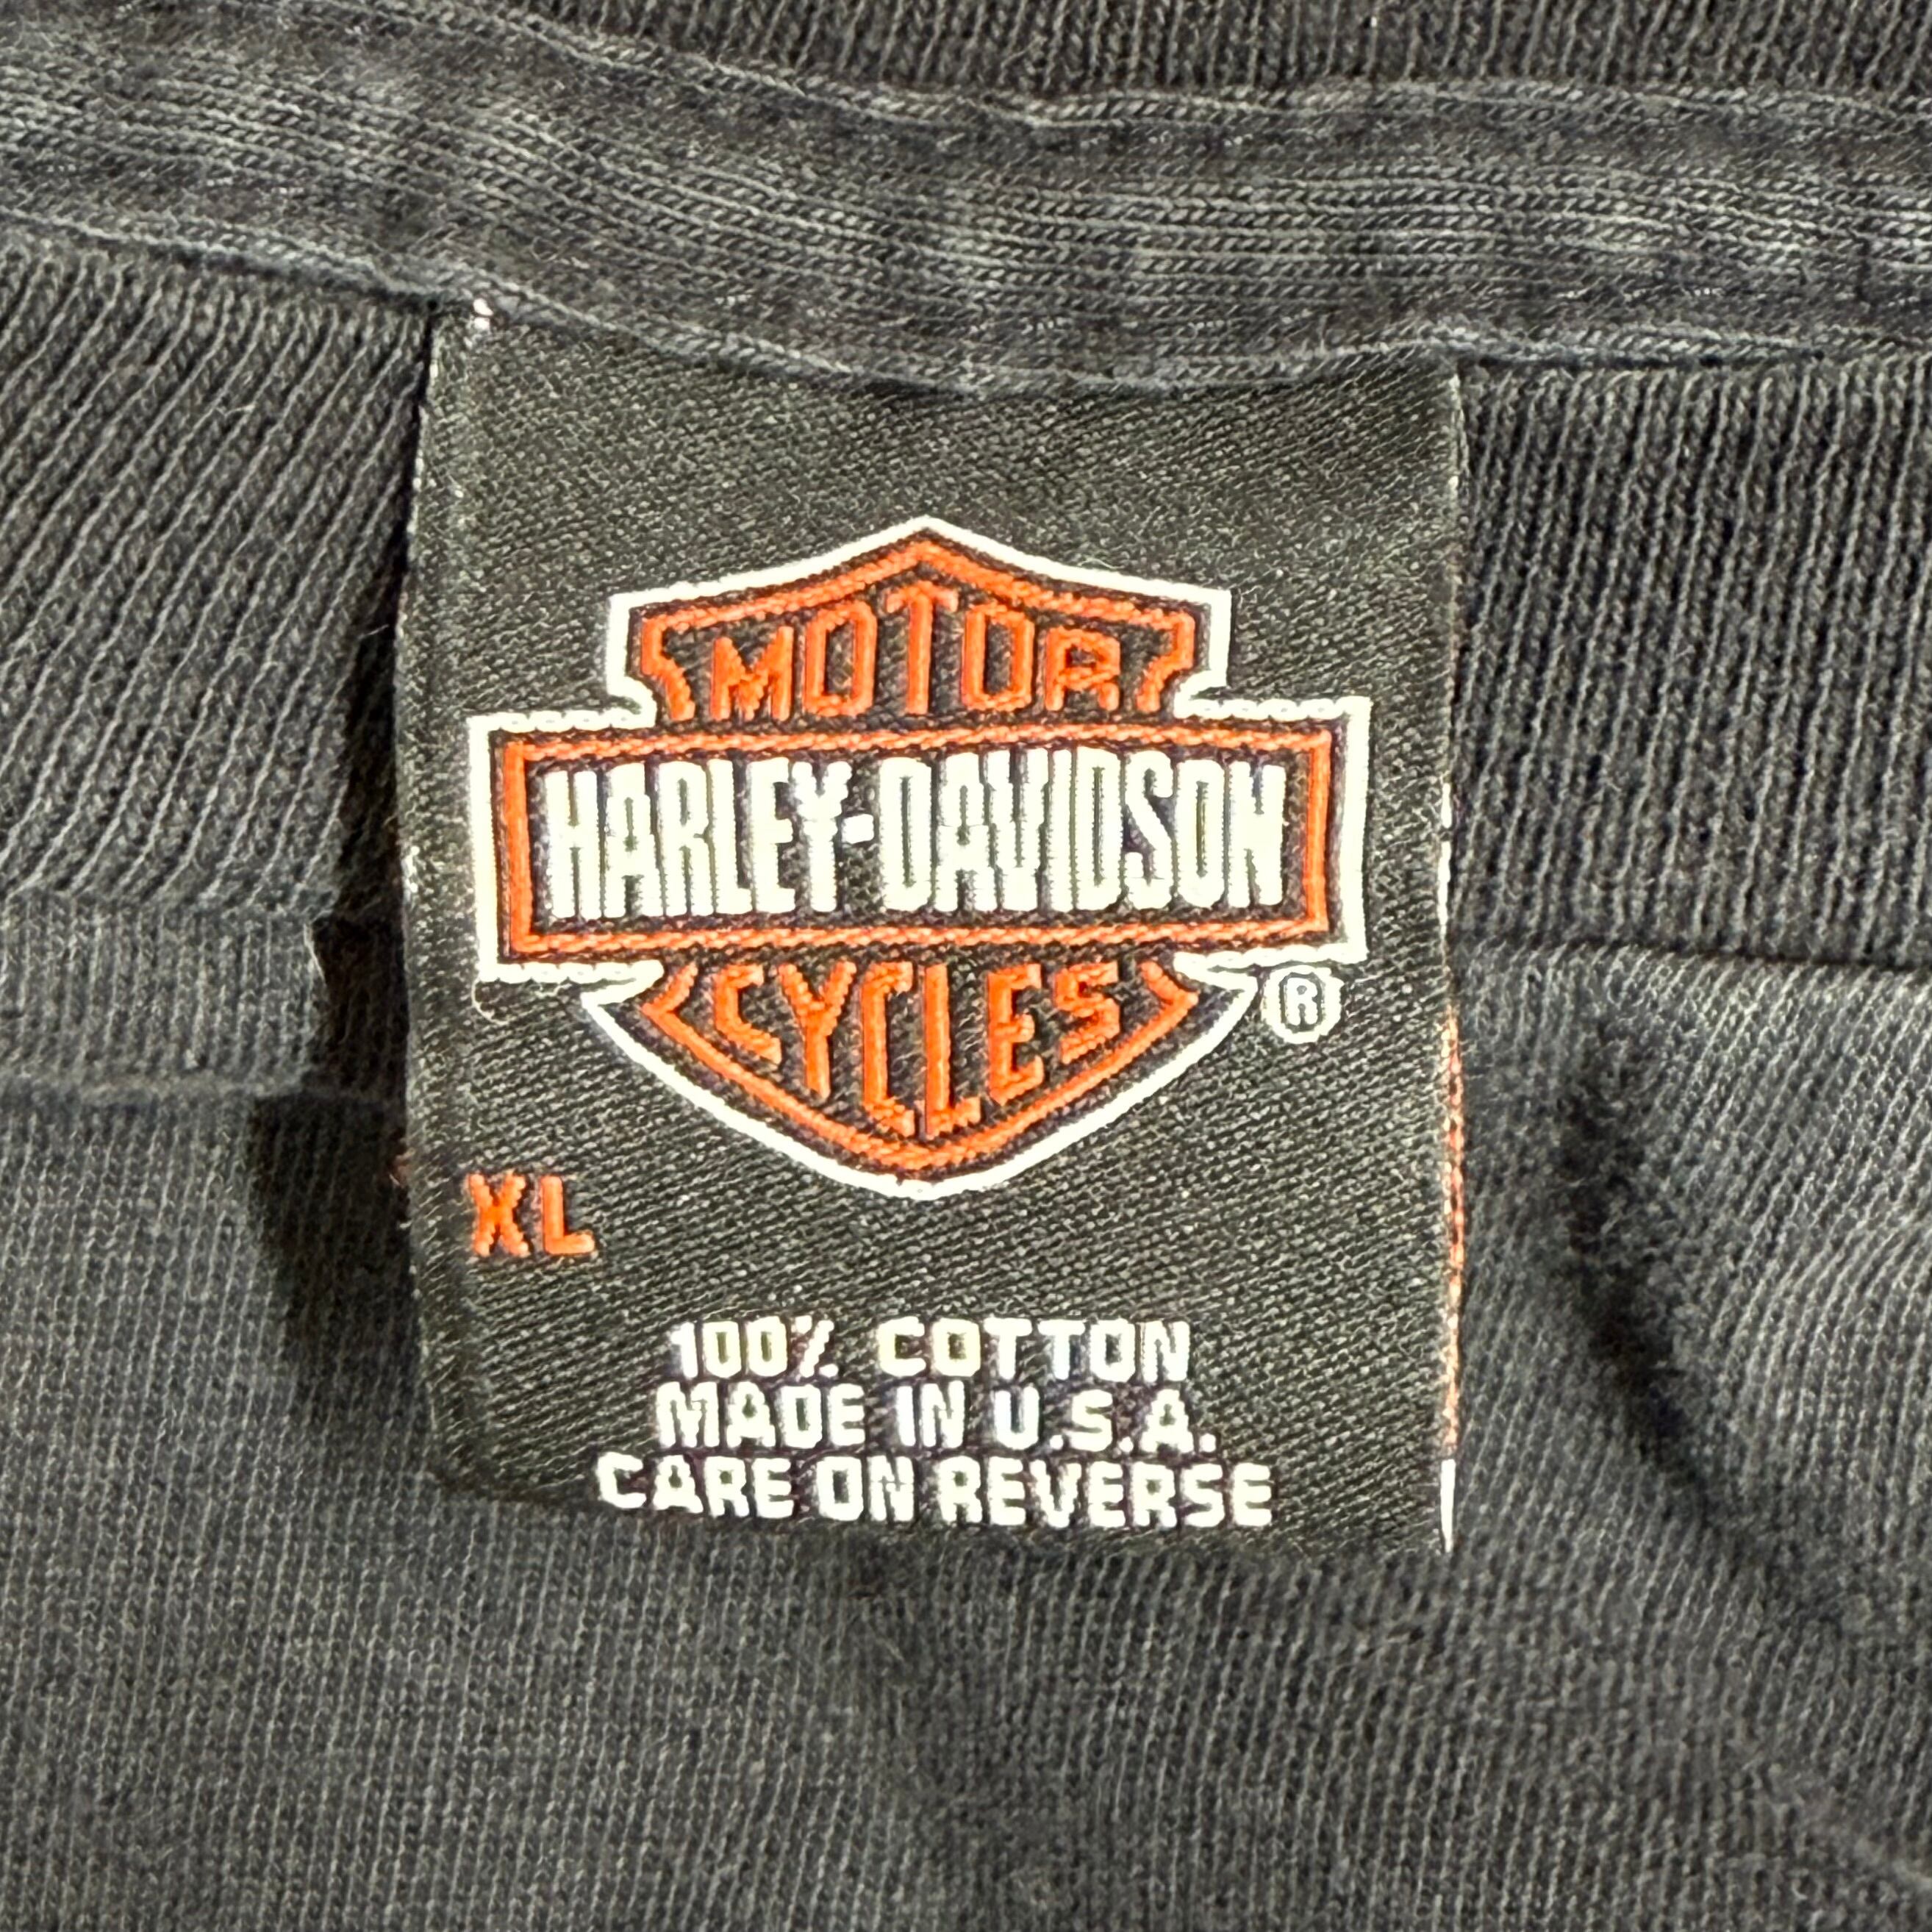 MOTOR
HARLEY-DAVIDSON
CYCLES
®
XL
100% COTTON
MADE IN U.S.A.
CARE ON REVERSE